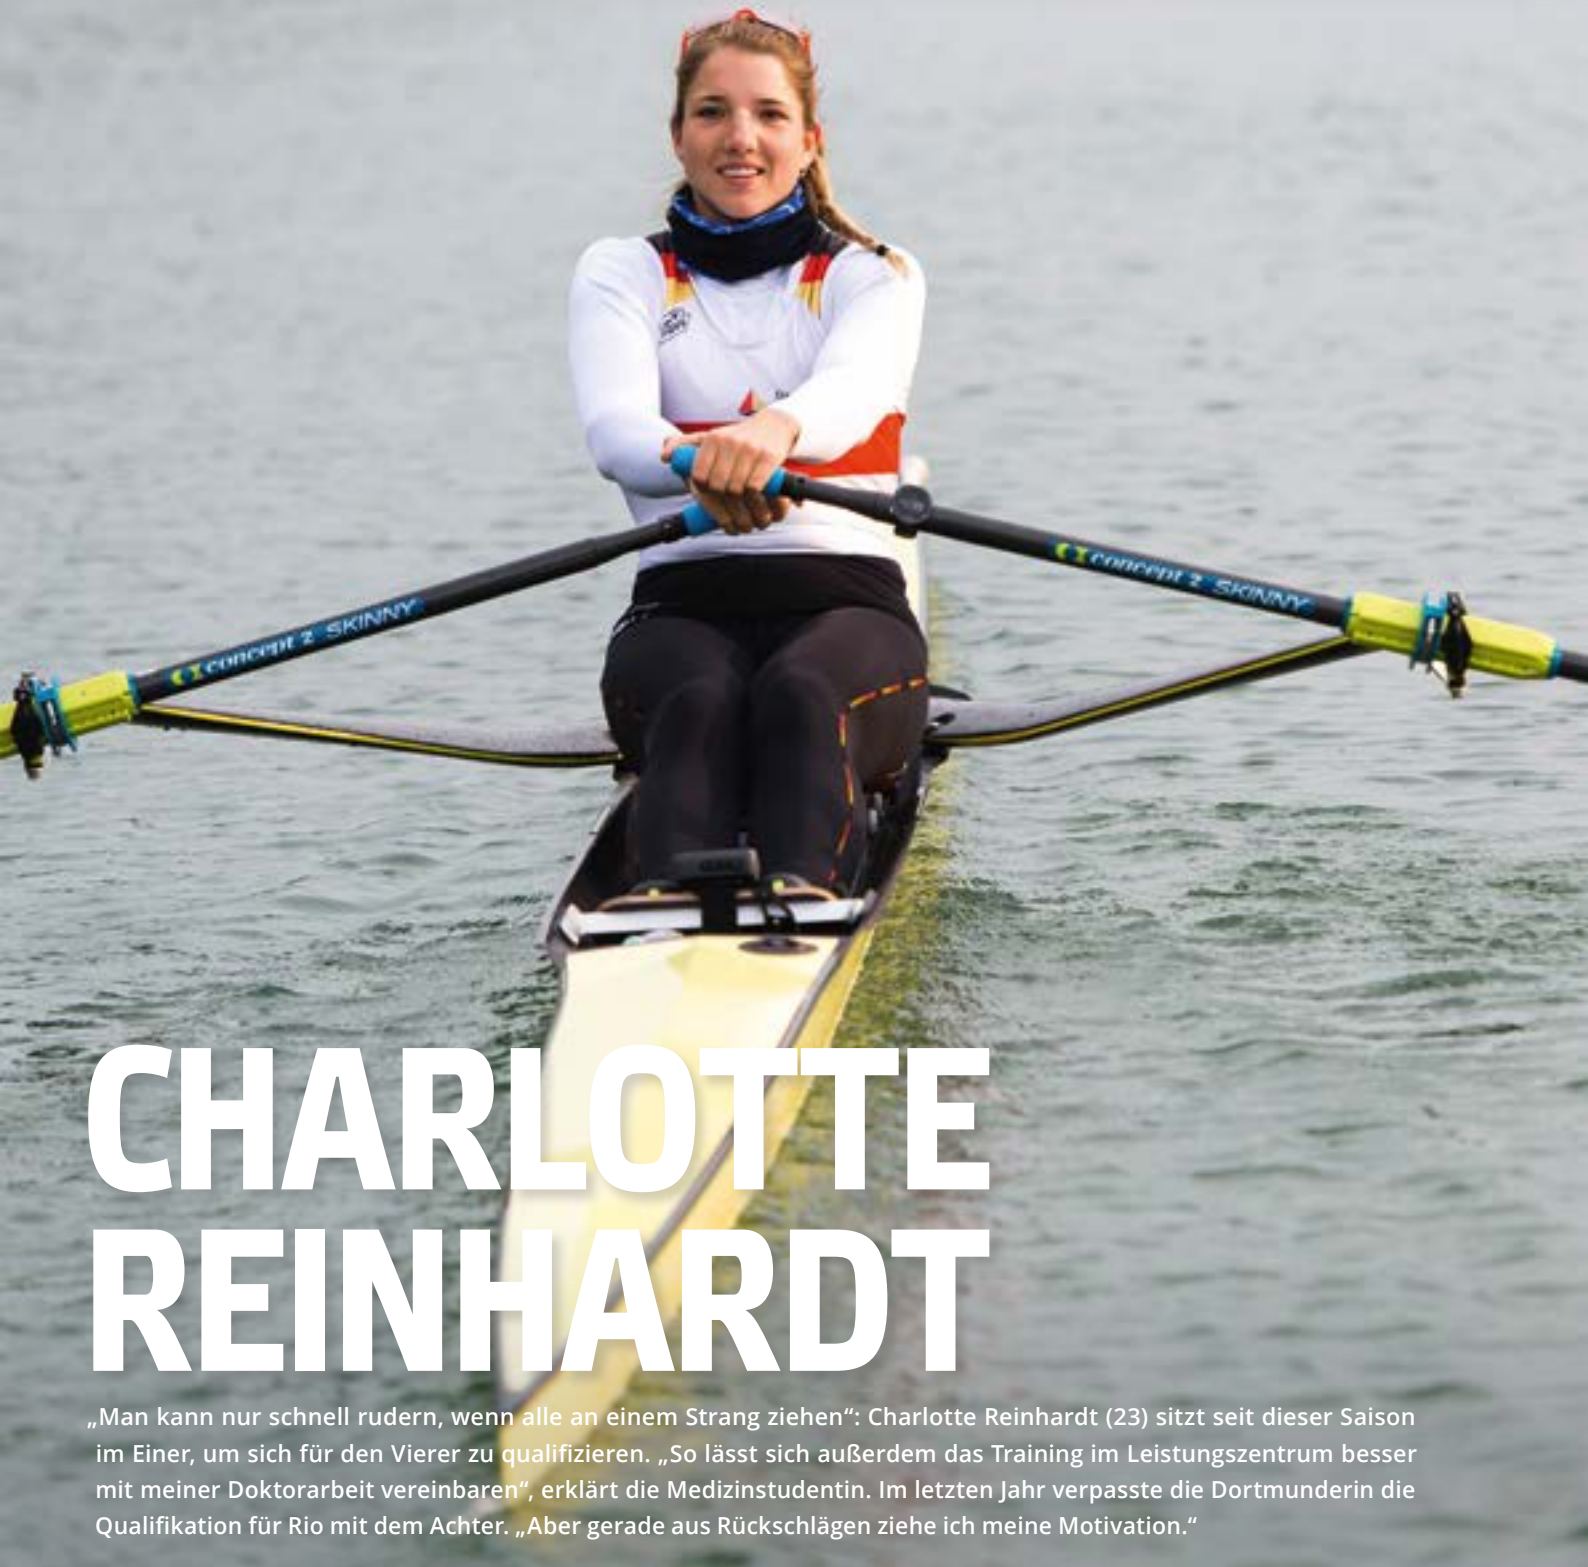 concept 2 SKINNY
concept 2 SKINNY
CHARLOTTE
REINHARDT
„Man kann nur schnell rudern, wenn alle an einem Strang ziehen“: Charlotte Reinhardt (23) sitzt seit dieser Saison
im Einer, um sich für den Vierer zu qualifizieren. „So lässt sich außerdem das Training im Leistungszentrum besser
mit meiner Doktorarbeit vereinbaren“, erklärt die Medizinstudentin. Im letzten Jahr verpasste die Dortmunderin die
Qualifikation für Rio mit dem Achter. „Aber gerade aus Rückschlägen ziehe ich meine Motivation.“